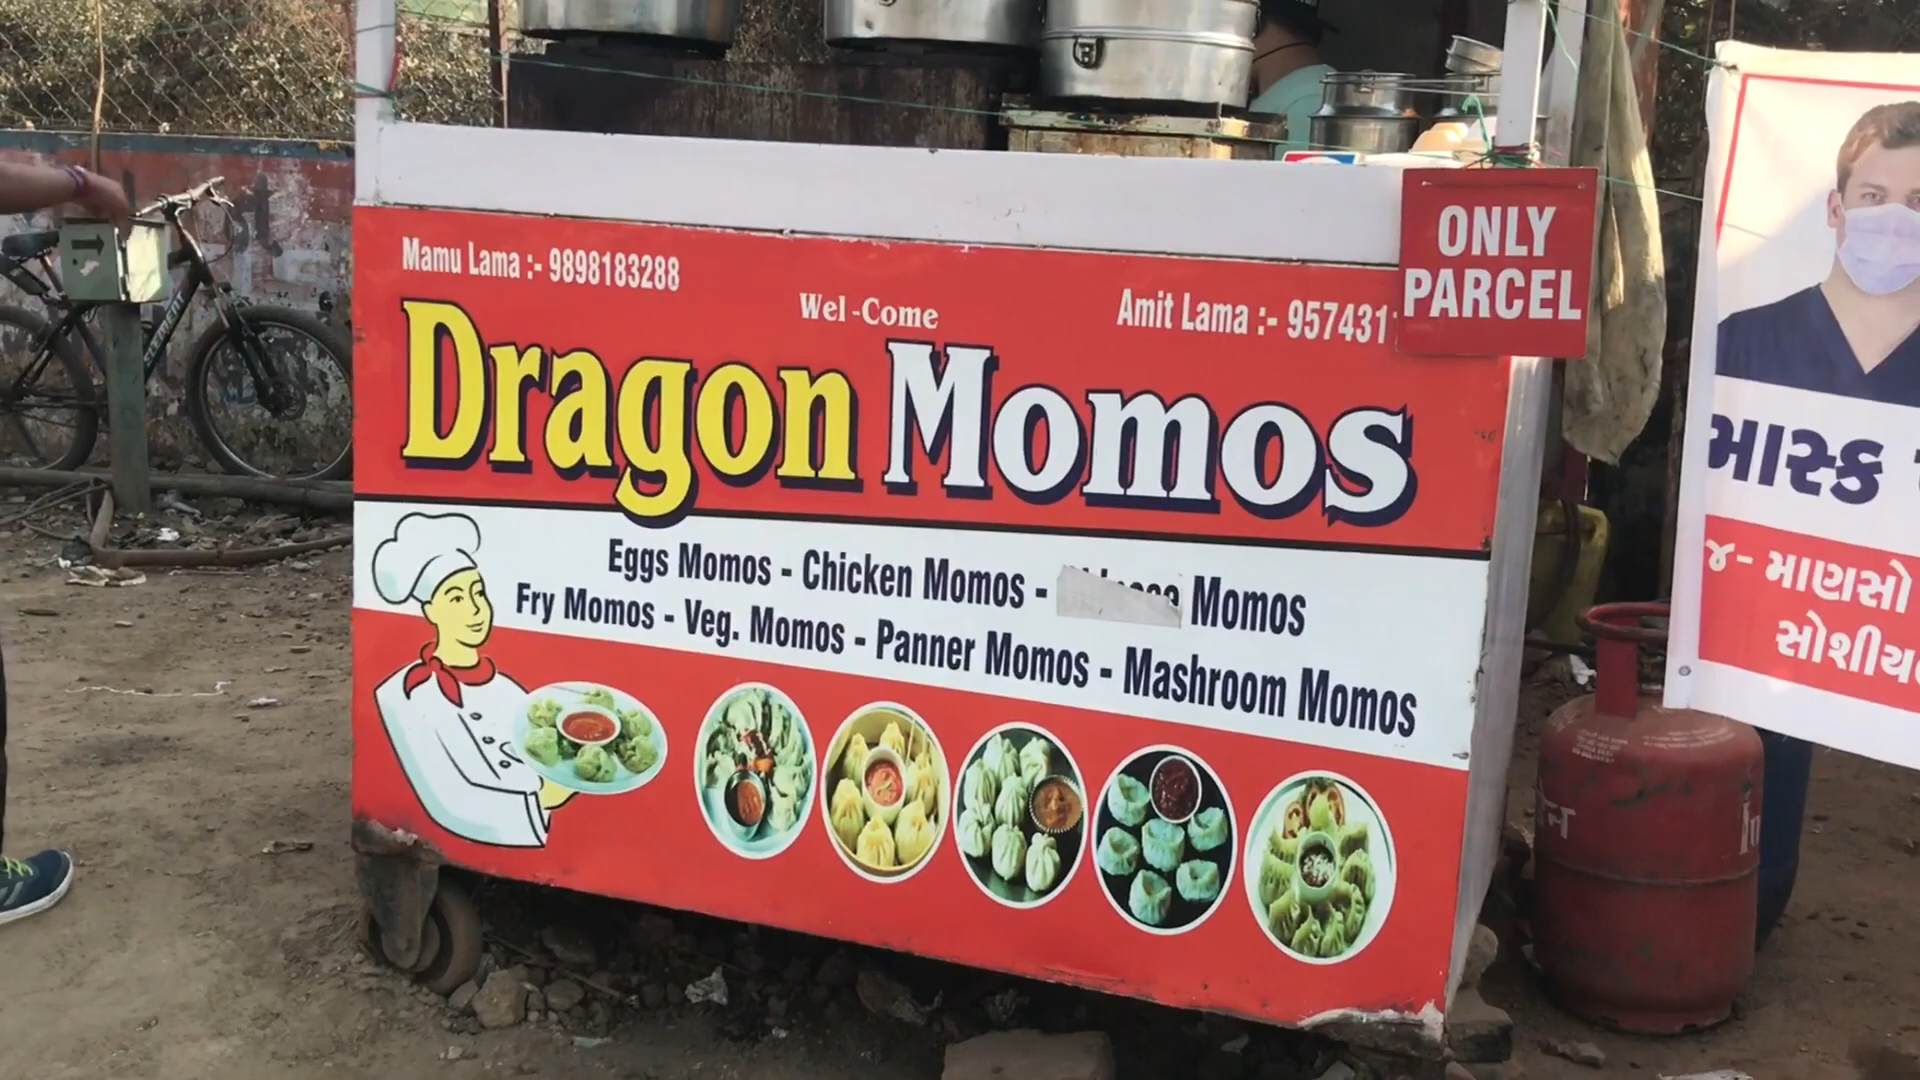 Mamu Lama :- 9898183288
Wel -Come
Amit Lama :- 957431
ONLY
PARCEL
Dragon Momos
Eggs Momos - Chicken Momos - Momos
Fry Momos - Veg. Momos - Panner Momos - Mashroom Momos
માસ્ક
૪- માણસો
સોશીય